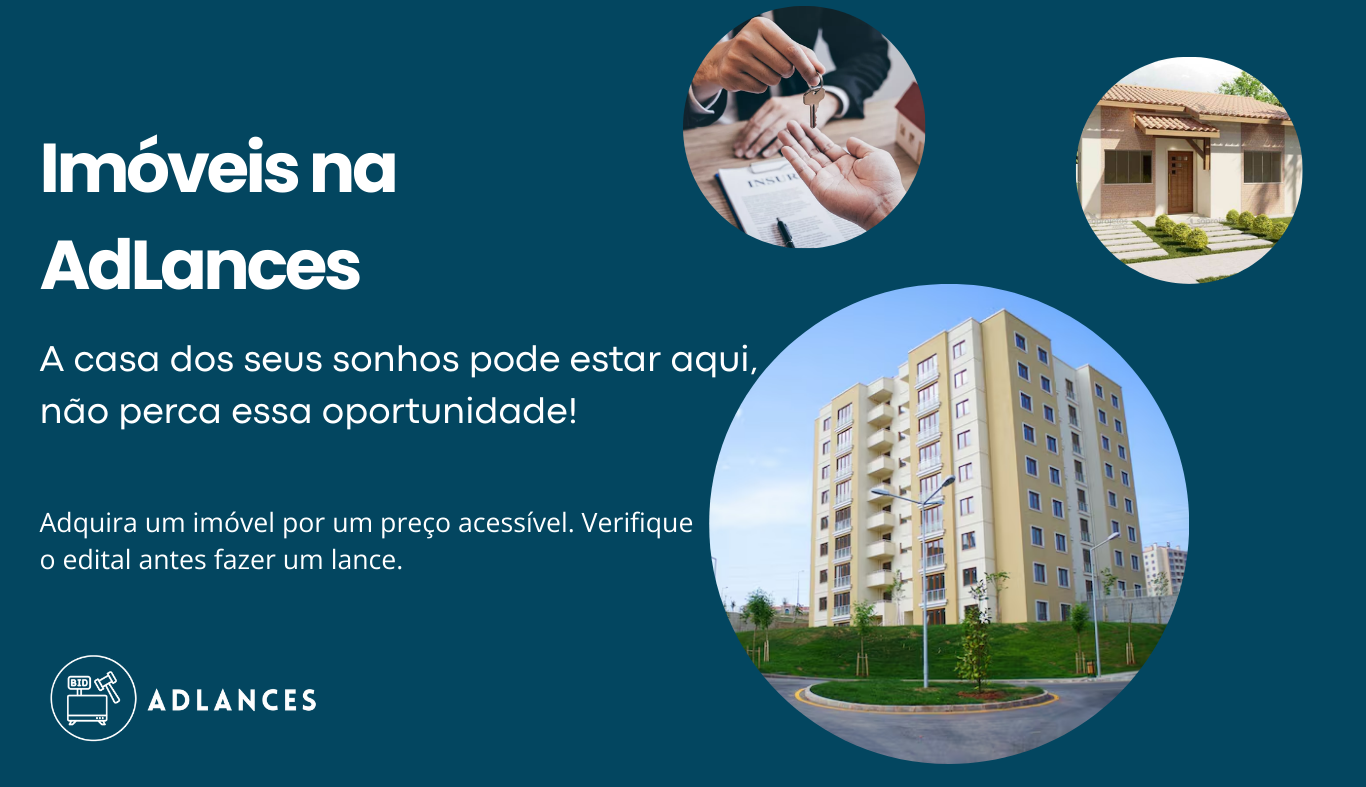 Imóveis na
AdLances
A casa dos seus sonhos pode estar aqui,
não perca essa oportunidade!
Adquira um imóvel por um preço acessível. Verifique
o edital antes fazer um lance.
BID
ADLANCES